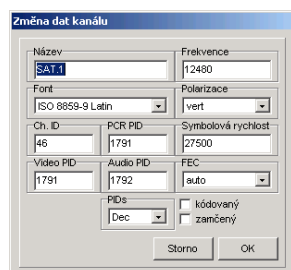 Změna dat kanálu
Název Frekvence
SAT.1 12480
Font Polarizace
ISO 8859-9 Latin vert
Ch. ID PCR PID Symbolová rychlost
46 1791 27500
Video PID Audio PID FEC
1791 1792 auto
PIDs kódovaný
Dec zamčený
Storno OK